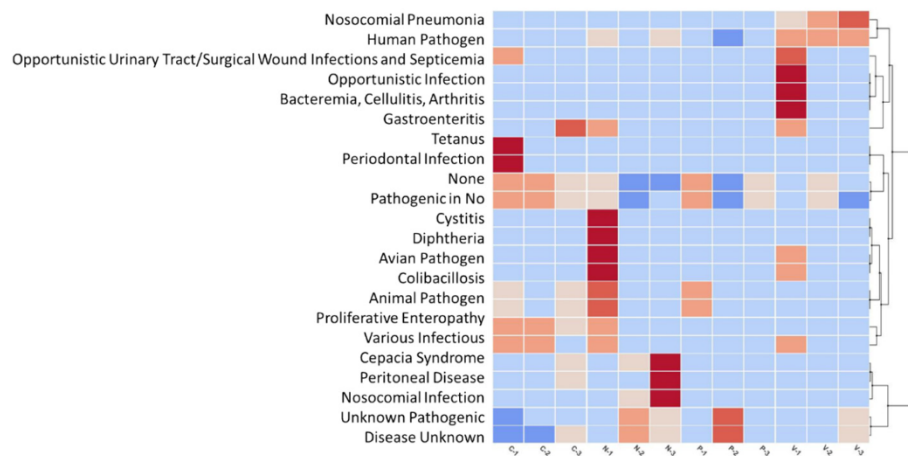 Nosocomial Pneumonia
Human Pathogen
Opportunistic Urinary Tract/Surgical Wound Infections and Septicemia
Opportunistic Infection
Bacteremia, Cellulitis, Arthritis
Gastroenteritis
Tetanus
Periodontal Infection
None
Pathogenic in No
Cystitis
Diphtheria
Avian Pathogen
Colibacillosis
Animal Pathogen
Proliferative Enteropathy
Various Infectious
Cepacia Syndrome
Peritoneal Disease
Nosocomial Infection
Unknown Pathogenic
Disease Unknown
C-1 C-2 C-3 N-1 N-2 N-3 P-1 P-2 P-3 V-1 V-2 V-3